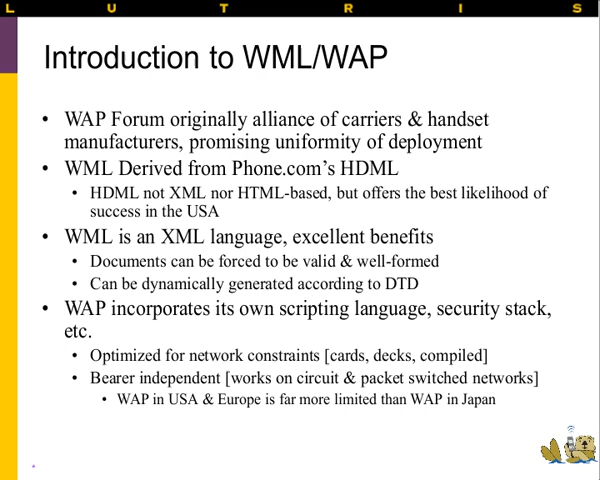 L U T R I S
Introduction to WML/WAP
• WAP Forum originally alliance of carriers & handset
manufacturers, promising uniformity of deployment
• WML Derived from Phone.com's HDML
• HDML not XML nor HTML-based, but offers the best likelihood of
success in the USA
• WML is an XML language, excellent benefits
• Documents can be forced to be valid & well-formed
• Can be dynamically generated according to DTD
• WAP incorporates its own scripting language, security stack,
etc.
• Optimized for network constraints [cards, decks, compiled]
• Bearer independent [works on circuit & packet switched networks]
• WAP in USA & Europe is far more limited than WAP in Japan